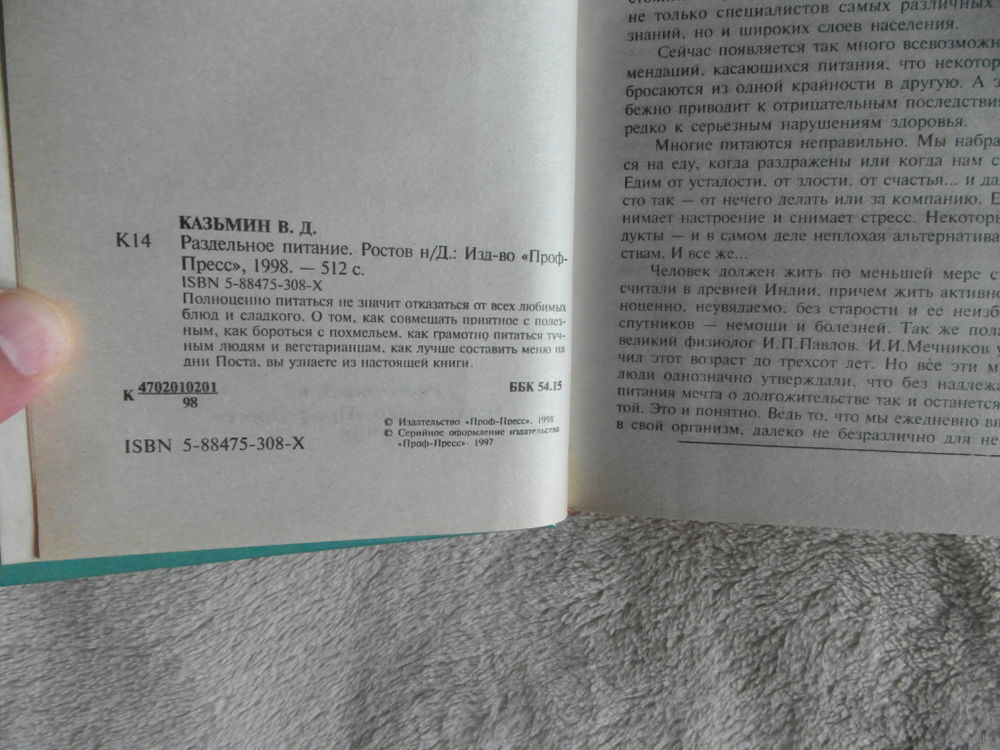 КАЗЬМИН В. Д.
К14
Раздельное питание. Ростов н/Д.: Изд-во «Проф-
Пресс», 1998. — 512 с.
ISBN 5-88475-308-X
Полноценно питаться не значит отказаться от всех любимых
блюд и сладкого. О том, как совмещать приятное с полез-
ным, как бороться с похмельем, как грамотно питаться туч-
ным людям и вегетарианцам, как лучше составить меню на
дни Поста, вы узнаете из настоящей книги.
К 4702010201
98
ББК 54.15
© Издательство «Проф-Пресс», 1998
© Серийное оформление издательства
«Проф-Пресс» 1997
ISBN 5-88475-308-X
не только специалистов самых различных
знаний, но и широких слоев населения.
Сейчас появляется так много всевозможн
мендаций, касающихся питания, что некотор
бросаются из одной крайности в другую. А э
бежно приводит к отрицательным последстви
редко к серьезным нарушениям здоровья.
Многие питаются неправильно. Мы набра
ся на еду, когда раздражены или когда нам с
Едим от усталости, от злости, от счастья... и да
сто так — от нечего делать или за компанию. Е
нимает настроение и снимает стресс. Некотор
дукты — и в самом деле неплохая альтернатива
ствам. И все же...
Человек должен жить по меньшей мере ст
считали в древней Индии, причем жить активно
ноценно, неувядаемо, без старости и ее неизб
спутников — немощи и болезней. Так же пола
великий физиолог И.П.Павлов. И.И.Мечников у
чил этот возраст до трехсот лет. Но все эти м
люди однозначно утверждали, что без надлежа
питания мечта о долгожительстве так и останется
той. Это и понятно. Ведь то, что мы ежедневно вв
в свой организм, далеко не безразлично для не